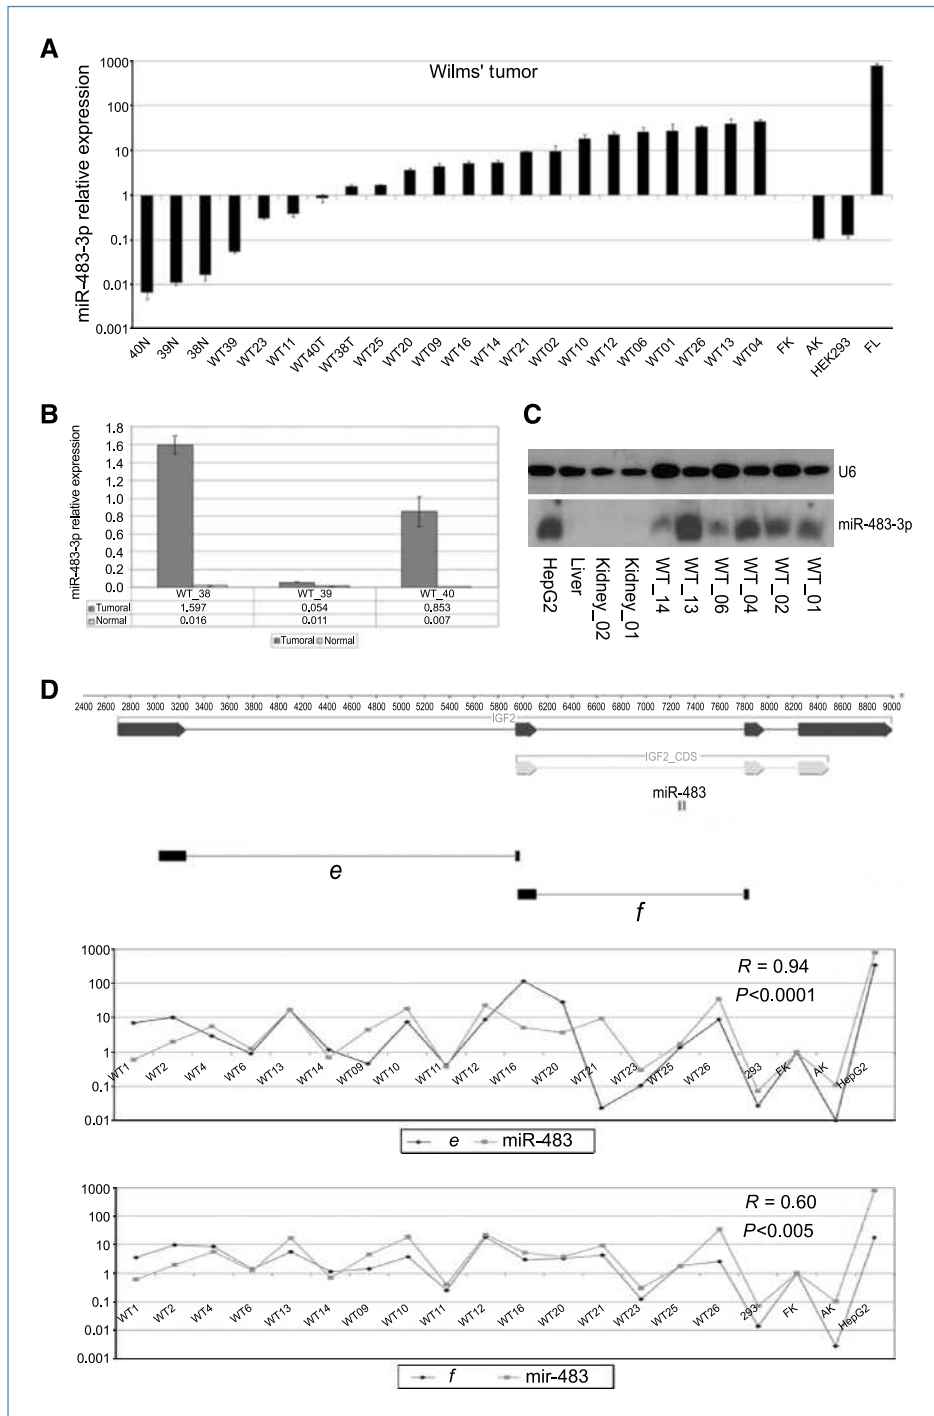 A
Wilms' tumor
miR-483-3p relative expression
1000
100
10
1
0.1
0.01
0.001
40N 39N 38N WT39 WT23 WT11 WT40T WT38T WT25 WT20 WT09 WT16 WT14 WT21 WT02 WT10 WT12 WT06 WT01 WT26 WT13 WT04 FK AK HEK293 FL
B
miR-483-3p relative expression
1.8
1.6
1.4
1.2
1.0
0.8
0.6
0.4
0.2
0.0
WT_38 WT_39 WT_40
Tumoral 1.597 0.054 0.853
Normal 0.016 0.011 0.007
Tumoral Normal
C
U6
miR-483-3p
HepG2 Liver Kidney_02 Kidney_01 WT_14 WT_13 WT_06 WT_04 WT_02 WT_01
D
2400 2600 2800 3000 3200 3400 3600 3800 4000 4200 4400 4600 4800 5000 5200 5400 5600 5800 6000 6200 6400 6600 6800 7000 7200 7400 7600 7800 8000 8200 8400 8600 8800 9000
IGF2
IGF2_CDS
miR-483
e
f
1000
100
10
1
0.1
0.01
R = 0.94
P<0.0001
WT1 WT2 WT4 WT6 WT13 WT14 WT09 WT10 WT11 WT12 WT16 WT20 WT21 WT23 WT25 WT26 293 FK AK HepG2
e miR-483
1000
100
10
1
0.1
0.01
0.001
R = 0.60
P<0.005
WT1 WT2 WT4 WT6 WT13 WT14 WT09 WT10 WT11 WT12 WT16 WT20 WT21 WT23 WT25 WT26 293 FK AK HepG2
f mir-483